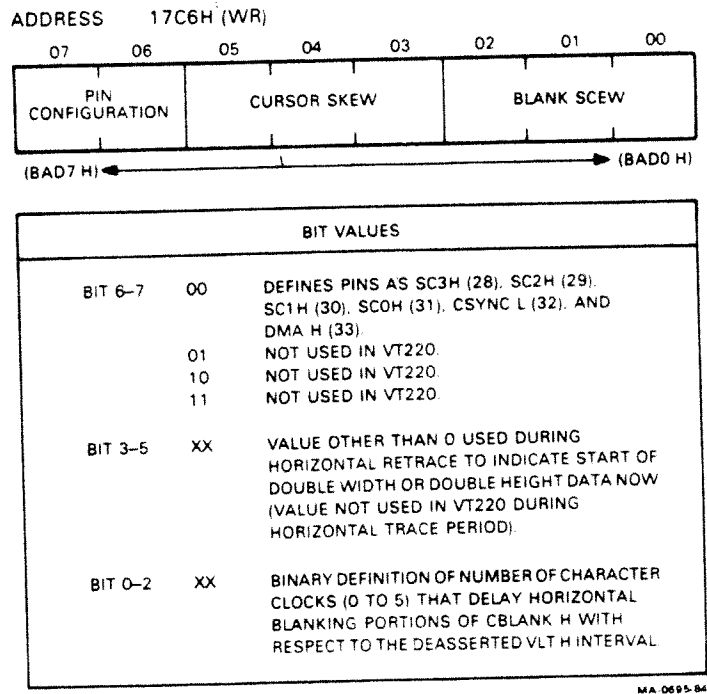 ADDRESS 17C6H (WR)
07 06 05 04 03 02 01 00
PIN
CONFIGURATION
CURSOR SKEW
BLANK SCEW
(BAD7 H) (BAD0 H)
BIT VALUES
BIT 6–7 00 DEFINES PINS AS SC3H (28), SC2H (29),
SC1H (30), SC0H (31), CSYNC L (32), AND
DMA H (33).
01 NOT USED IN VT220.
10 NOT USED IN VT220.
11 NOT USED IN VT220.
BIT 3–5 XX VALUE OTHER THAN 0 USED DURING
HORIZONTAL RETRACE TO INDICATE START OF
DOUBLE WIDTH OR DOUBLE HEIGHT DATA NOW
(VALUE NOT USED IN VT220 DURING
HORIZONTAL TRACE PERIOD).
BIT 0–2 XX BINARY DEFINITION OF NUMBER OF CHARACTER
CLOCKS (0 TO 5) THAT DELAY HORIZONTAL
BLANKING PORTIONS OF CBLANK H WITH
RESPECT TO THE DEASSERTED VLT H INTERVAL.
MA-0695-84